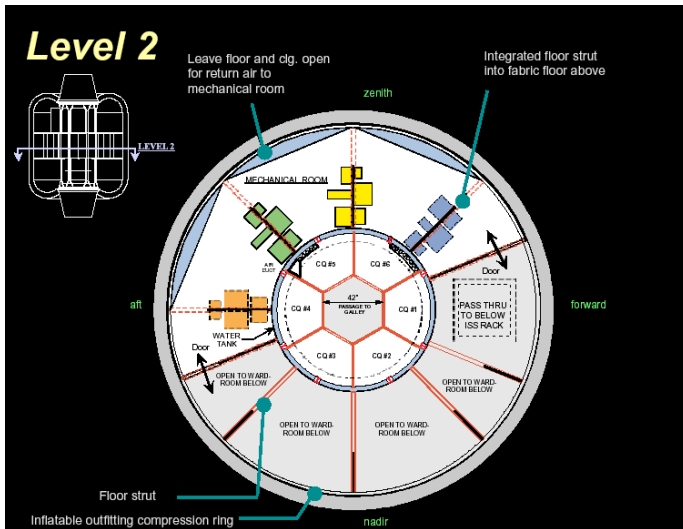 Level 2
Leave floor and clg. open
for return air to
mechanical room
Integrated floor strut
into fabric floor above
zenith
LEVEL 2
MECHANICAL ROOM
AIR
DUCT
CQ #5
CQ #6
Door
aft
42"
PASSAGE TO
GALLEY
CQ #4
CQ #1
PASS THRU
TO BELOW
ISS RACK
forward
WATER
TANK
Door
CQ #3
CQ #2
OPEN TO WARD-
ROOM BELOW
OPEN TO WARD-
ROOM BELOW
OPEN TO WARD-
ROOM BELOW
OPEN TO WARD-
ROOM BELOW
Floor strut
Inflatable outfitting compression ring
nadir